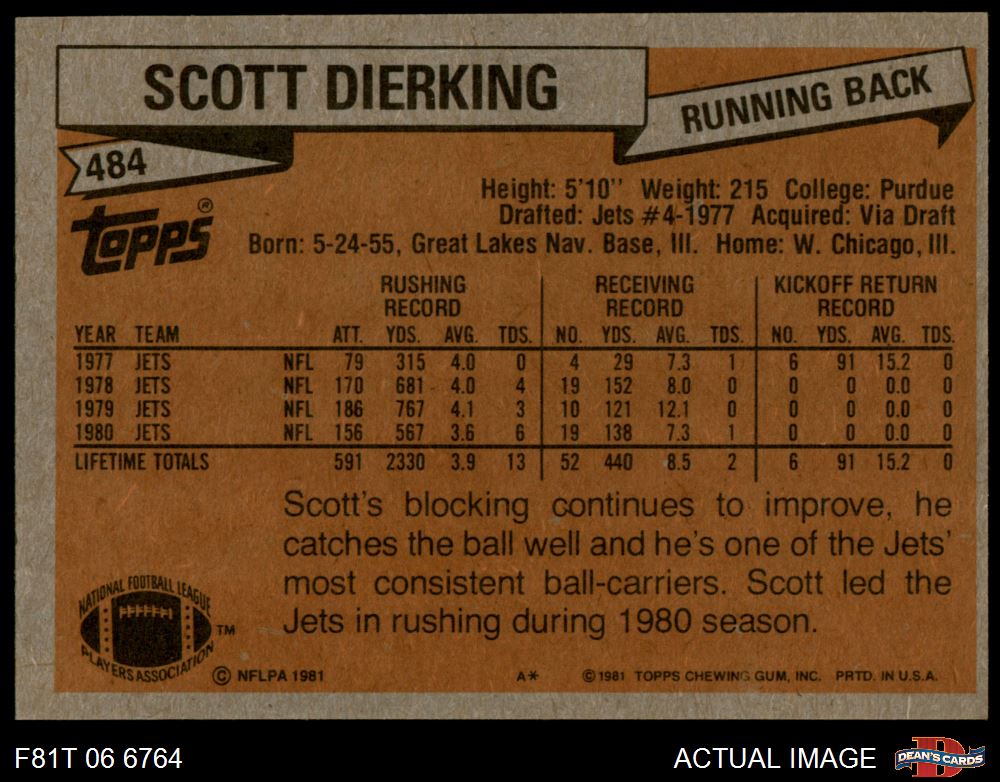 SCOTT DIERKING
RUNNING BACK
484
TOPPS®
Height: 5'10'' Weight: 215 College: Purdue
Drafted: Jets #4-1977 Acquired: Via Draft
Born: 5-24-55, Great Lakes Nav. Base, Ill. Home: W. Chicago, Ill.
RUSHING RECORD RECEIVING RECORD KICKOFF RETURN RECORD
YEAR TEAM ATT. YDS. AVG. TDS. NO. YDS. AVG. TDS. NO. YDS. AVG. TDS.
1977 JETS NFL 79 315 4.0 0 4 29 7.3 1 6 91 15.2 0
1978 JETS NFL 170 681 4.0 4 19 152 8.0 0 0 0 0.0 0
1979 JETS NFL 186 767 4.1 3 10 121 12.1 0 0 0 0.0 0
1980 JETS NFL 156 567 3.6 6 19 138 7.3 1 0 0 0.0 0
LIFETIME TOTALS 591 2330 3.9 13 52 440 8.5 2 6 91 15.2 0
Scott's blocking continues to improve, he
catches the ball well and he's one of the Jets'
most consistent ball-carriers. Scott led the
Jets in rushing during 1980 season.
NATIONAL FOOTBALL LEAGUE
PLAYERS ASSOCIATION
TM
© NFLPA 1981 A* ©1981 TOPPS CHEWING GUM, INC. PRTD. IN U.S.A.
F81T 06 6764 ACTUAL IMAGE
D
DEAN'S CARDS